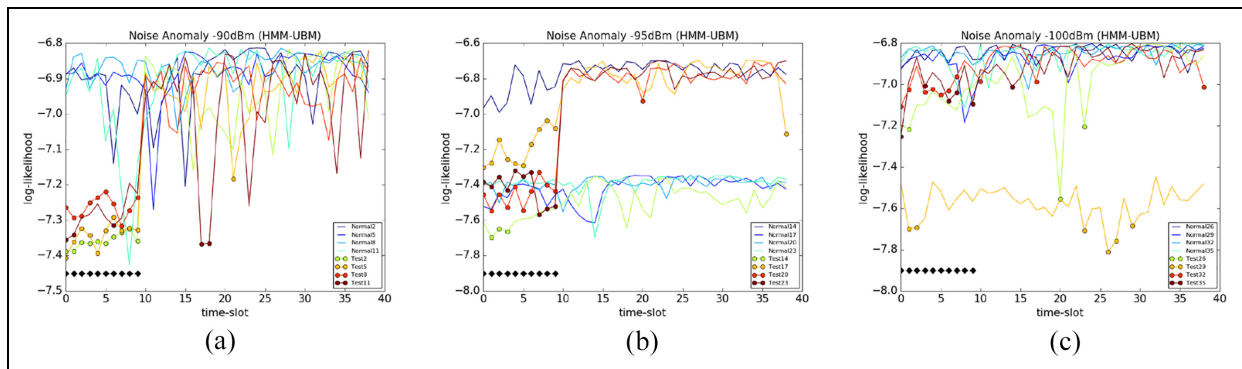 Noise Anomaly -90dBm (HMM-UBM)
log-likelihood
−6.8
−6.9
−7.0
−7.1
−7.2
−7.3
−7.4
−7.5
0 5 10 15 20 25 30 35 40
time-slot
Normal2
Normal5
Normal8
Normal11
Test2
Test5
Test11
(a)
Noise Anomaly -95dBm (HMM-UBM)
log-likelihood
−6.6
−6.8
−7.0
−7.2
−7.4
−7.6
−7.8
−8.0
0 5 10 15 20 25 30 35 40
time-slot
Normal14
Normal17
Normal20
Normal23
Test14
Test17
Test20
Test23
(b)
Noise Anomaly -100dBm (HMM-UBM)
log-likelihood
−6.8
−7.0
−7.2
−7.4
−7.6
−7.8
−8.0
0 5 10 15 20 25 30 35 40
time-slot
Normal26
Normal29
Normal32
Normal35
Test26
Test29
Test32
Test35
(c)